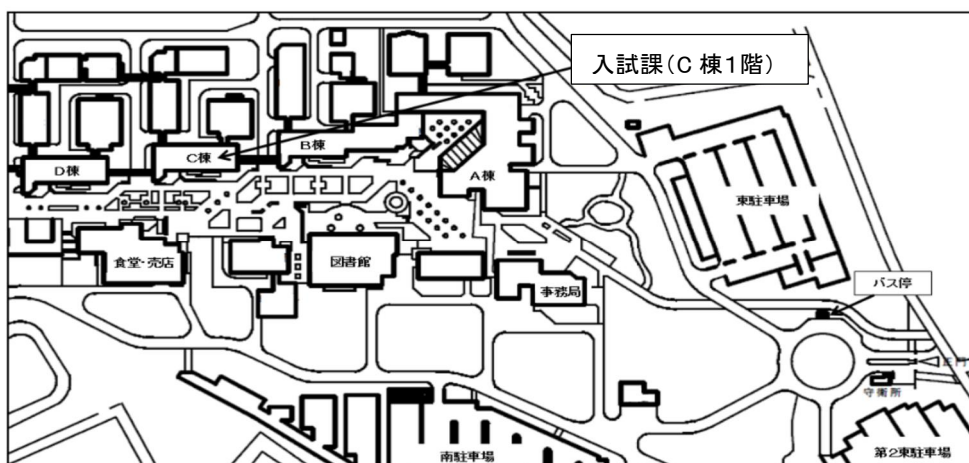 入試課（C 棟１階）
B棟
C棟
D棟
A棟
東駐車場
食堂・売店
図書館
事務局
バス停
正門
守衛所
南駐車場
第2東駐車場